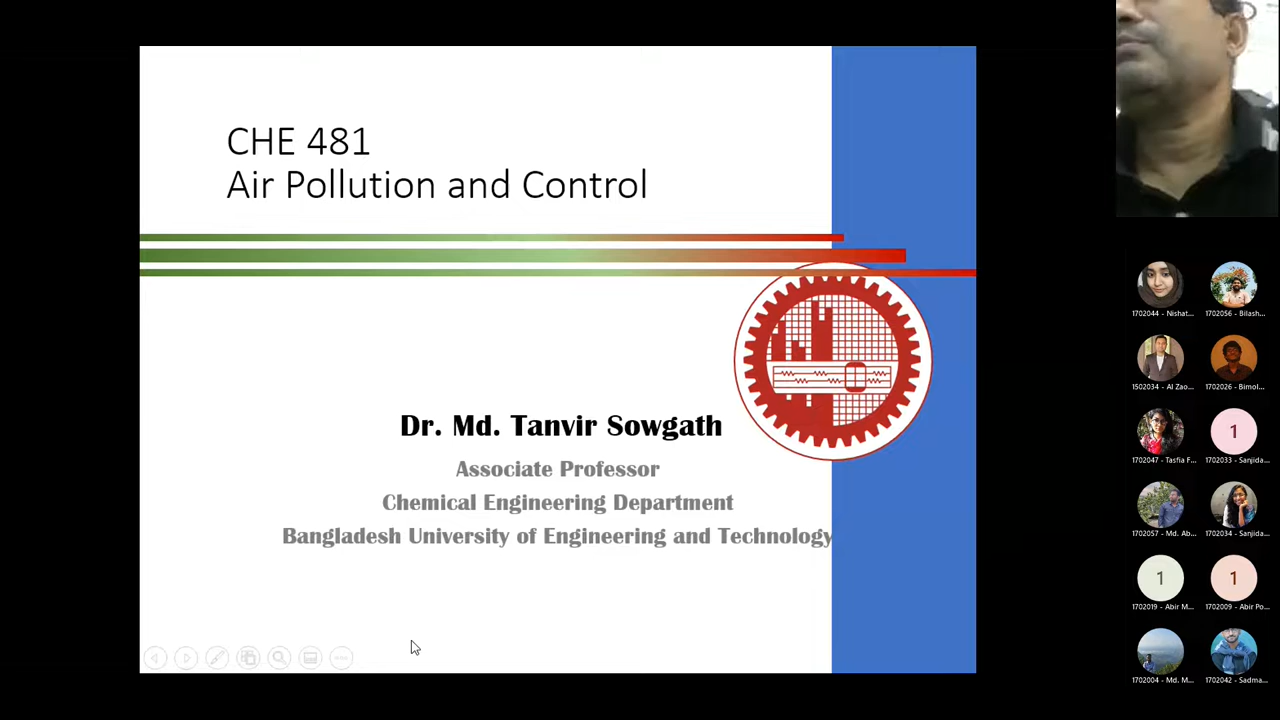 CHE 481
Air Pollution and Control
Dr. Md. Tanvir Sowgath
Associate Professor
Chemical Engineering Department
Bangladesh University of Engineering and Technology
1702044 - Nishat...
1702056 - Bilash...
1502034 - Al Zao...
1702026 - Bimol...
1702047 - Tasfia F...
1
1702033 - Sanjida...
1702057 - Md. Ab...
1702034 - Sanjida...
1
1702019 - Abir M...
1
1702009 - Abir Po...
1702004 - Md. M...
1702042 - Sadma...